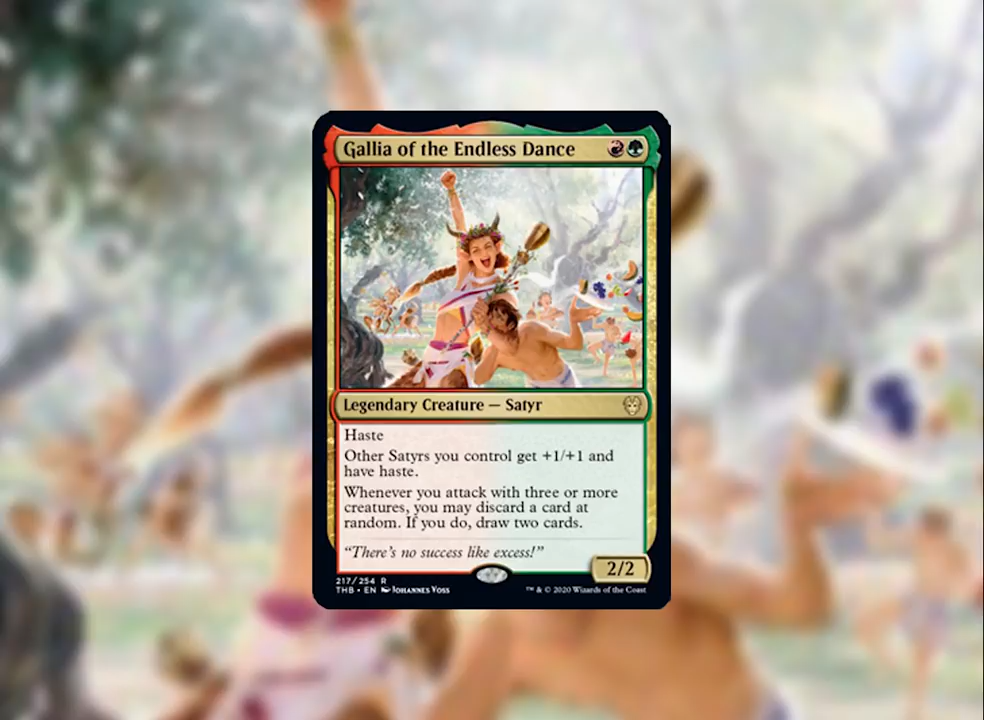 Gallia of the Endless Dance
Legendary Creature — Satyr
Haste
Other Satyrs you control get +1/+1 and
have haste.
Whenever you attack with three or more
creatures, you may discard a card at
random. If you do, draw two cards.
“There's no success like excess!”
2/2
217/254 R
THB • EN Johannes Voss
™ & © 2020 Wizards of the Coast